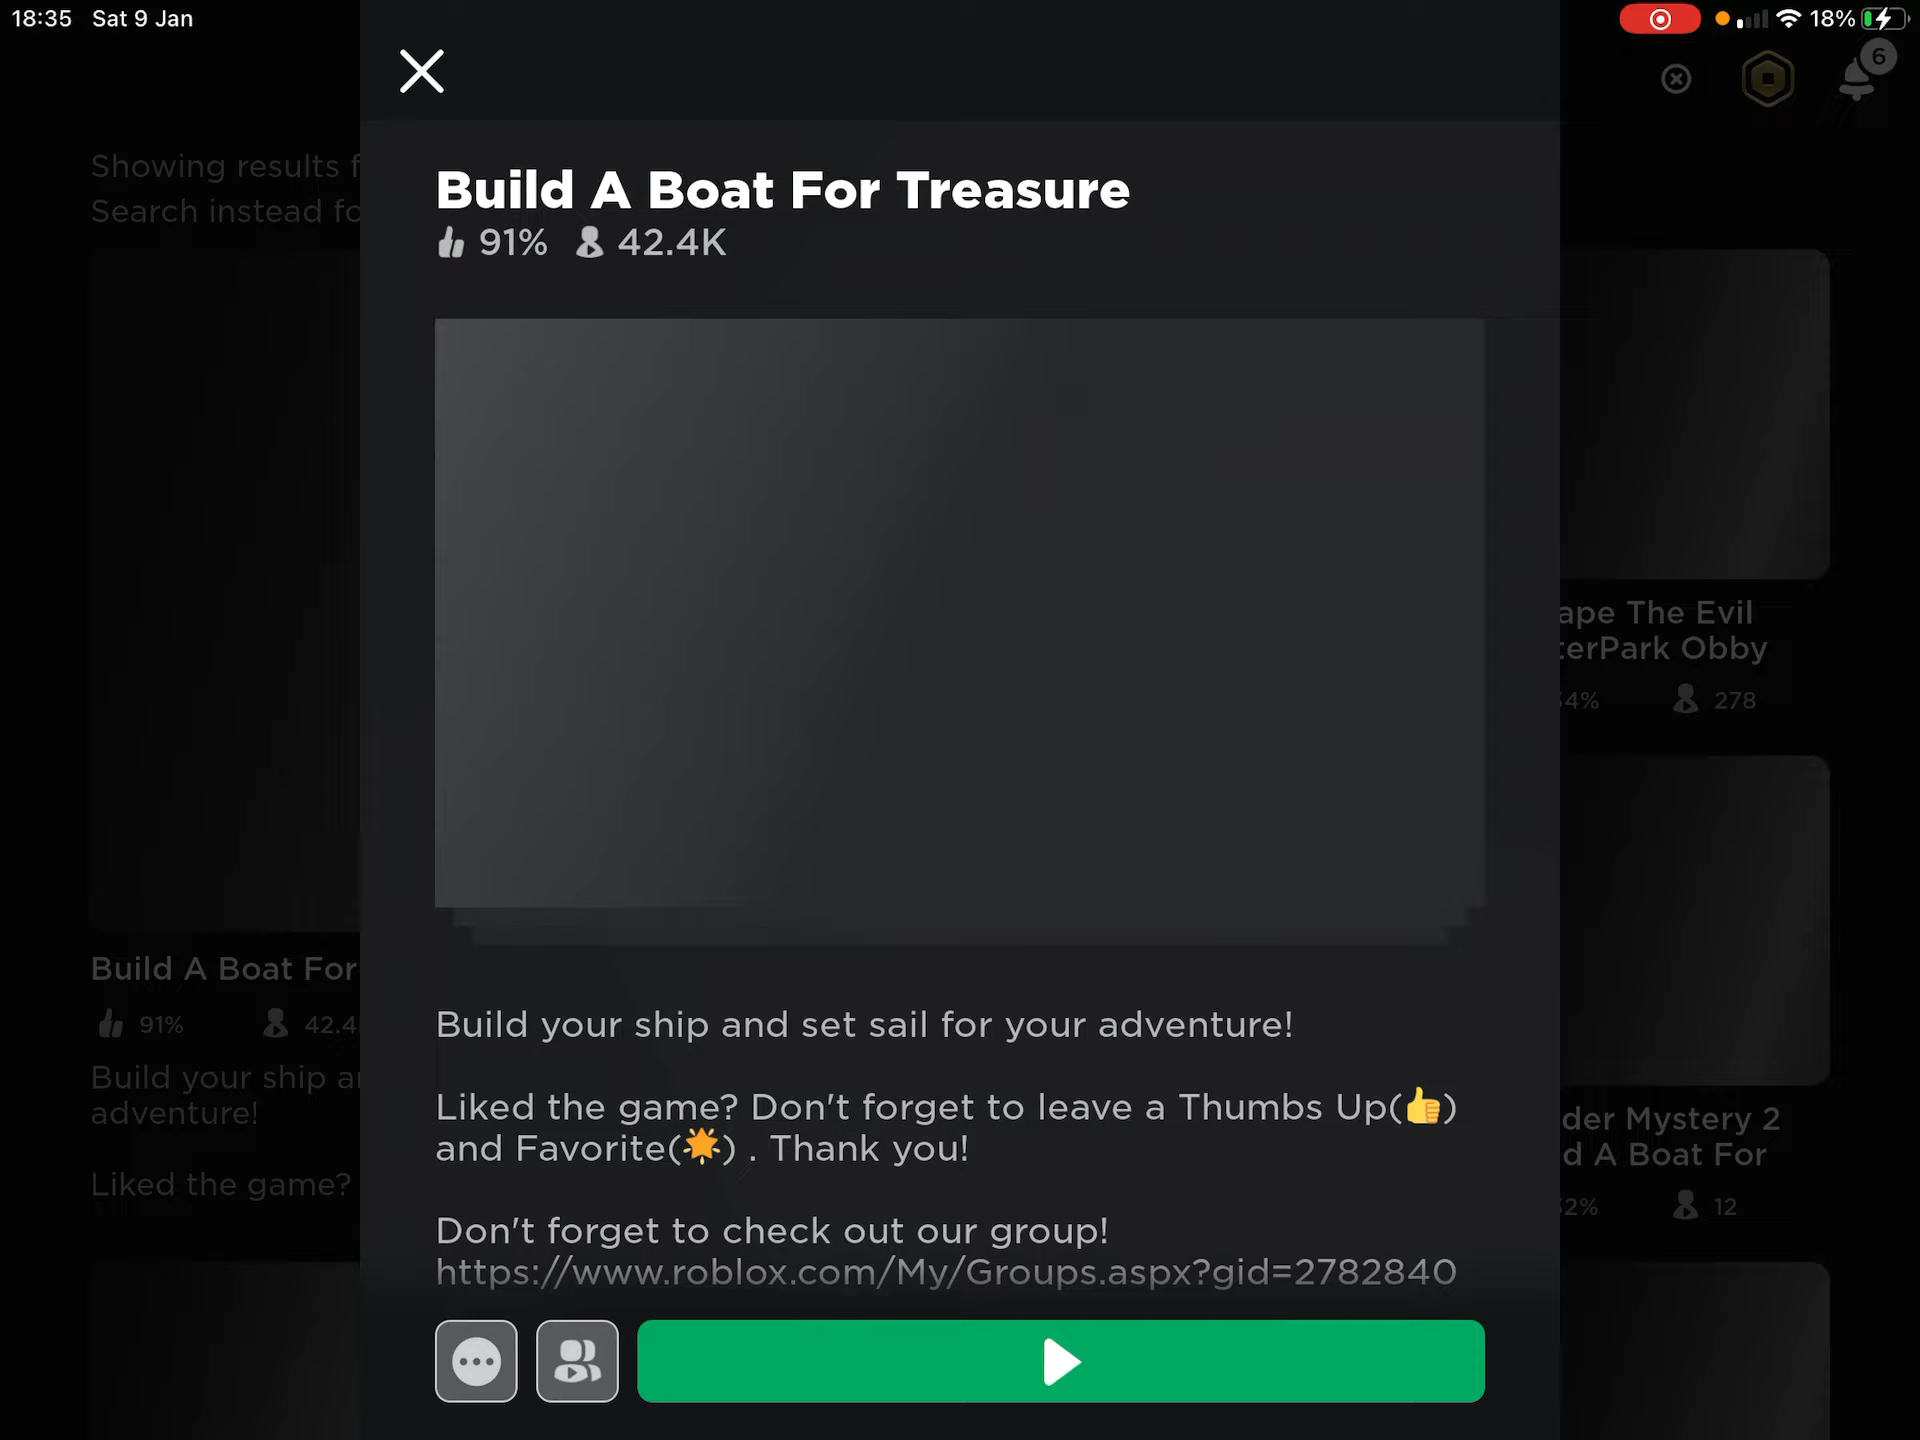 18:35 Sat 9 Jan
18%
6
Showing results f
Search instead fo
Build A Boat For Treasure
91% 42.4K
Build your ship and set sail for your adventure!
Liked the game? Don't forget to leave a Thumbs Up(👍)
and Favorite(🌟) . Thank you!
Don't forget to check out our group!
https://www.roblox.com/My/Groups.aspx?gid=2782840
Build A Boat For
91% 42.4
Build your ship a
adventure!
Liked the game?
ape The Evil
terPark Obby
4% 278
der Mystery 2
d A Boat For
2% 12